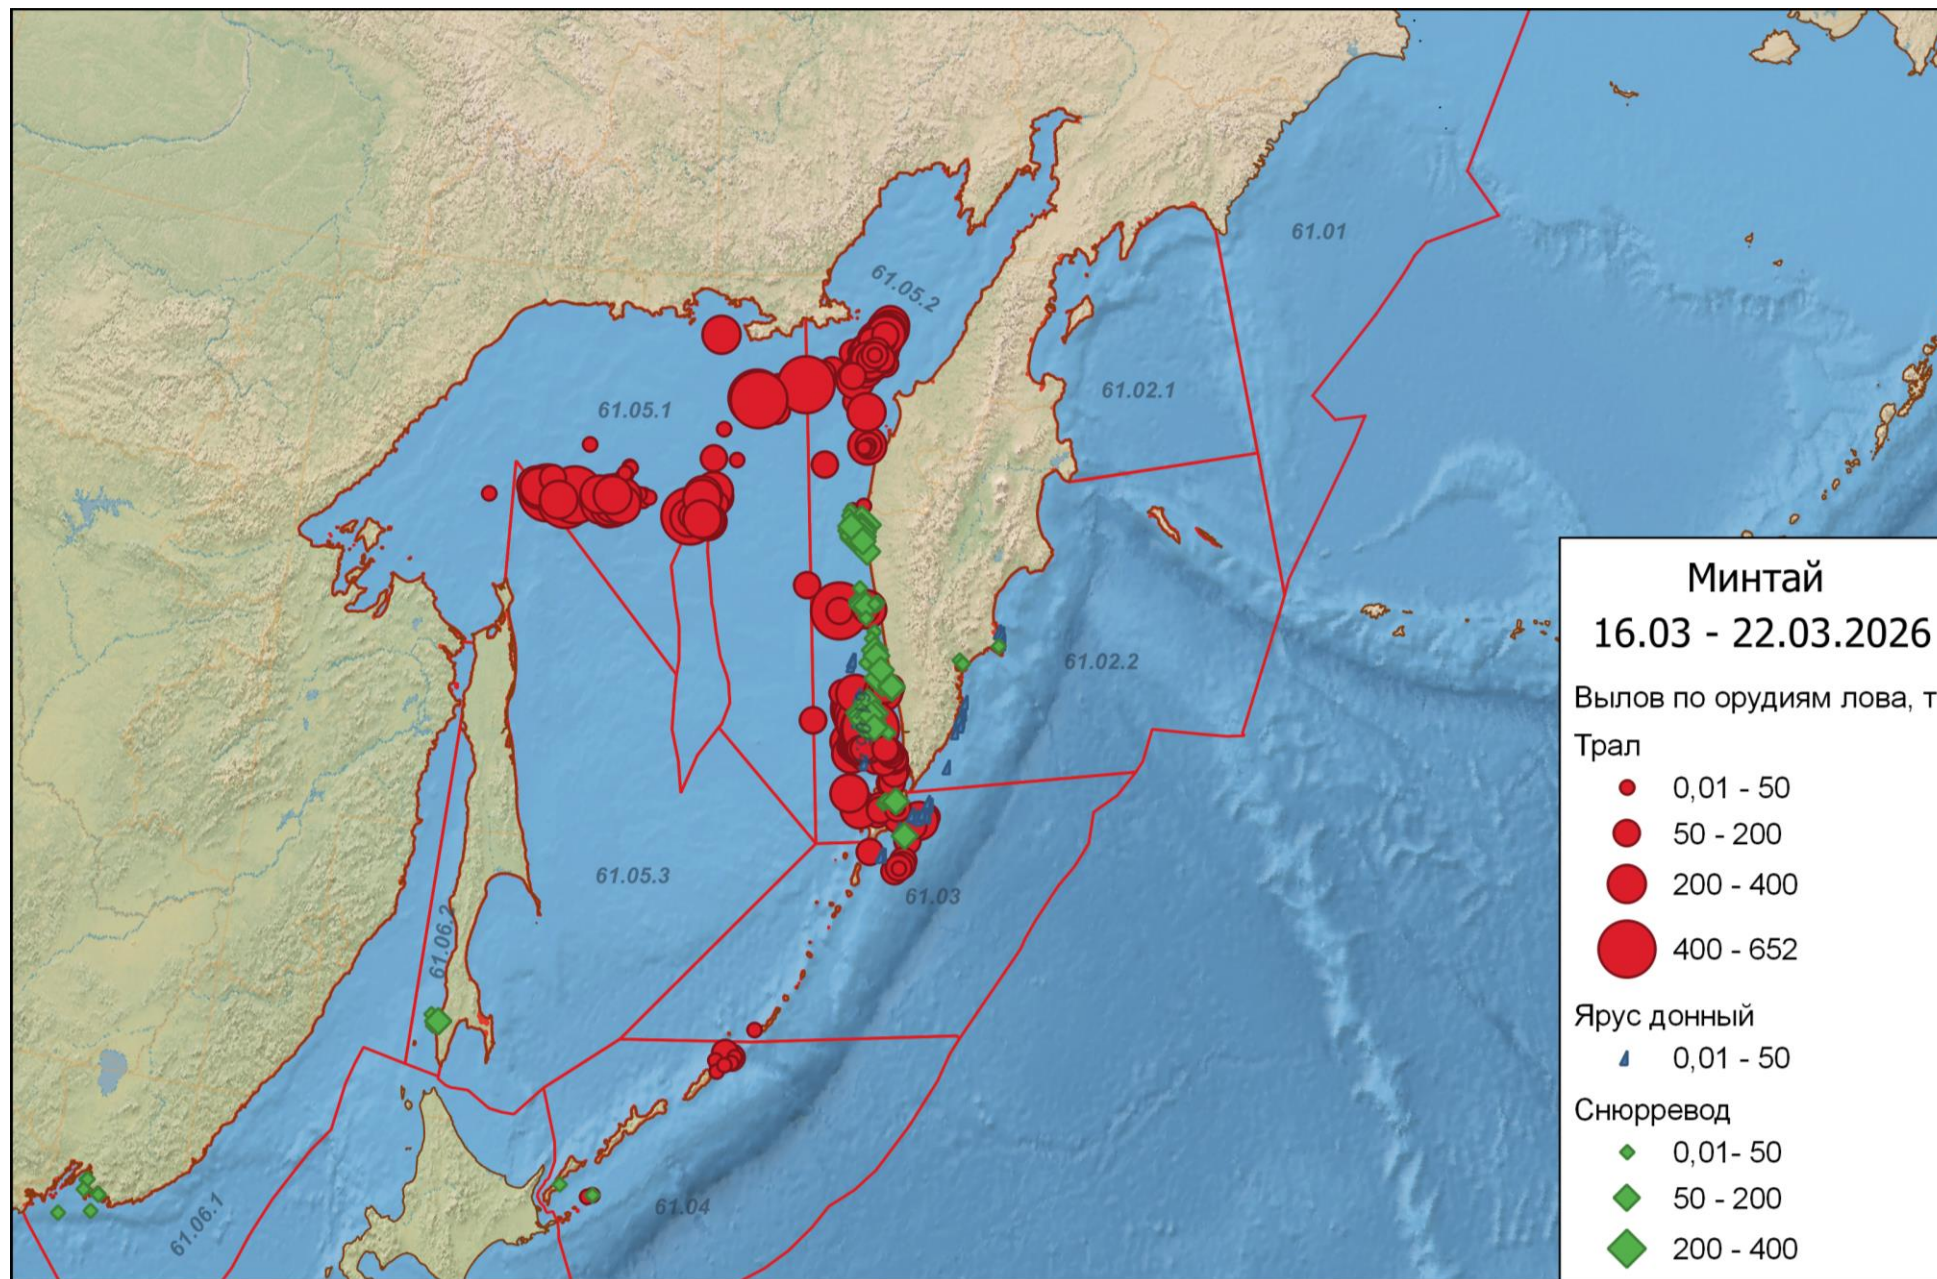 61.01
61.05.2
61.02.1
61.05.1
61.02.2
61.05.3
61.03
61.06.2
61.04
61.06.1
Минтай
16.03 - 22.03.2026
Вылов по орудиям лова, т
Трал
0,01 - 50
50 - 200
200 - 400
400 - 652
Ярус донный
0,01 - 50
Снюрревод
0,01- 50
50 - 200
200 - 400